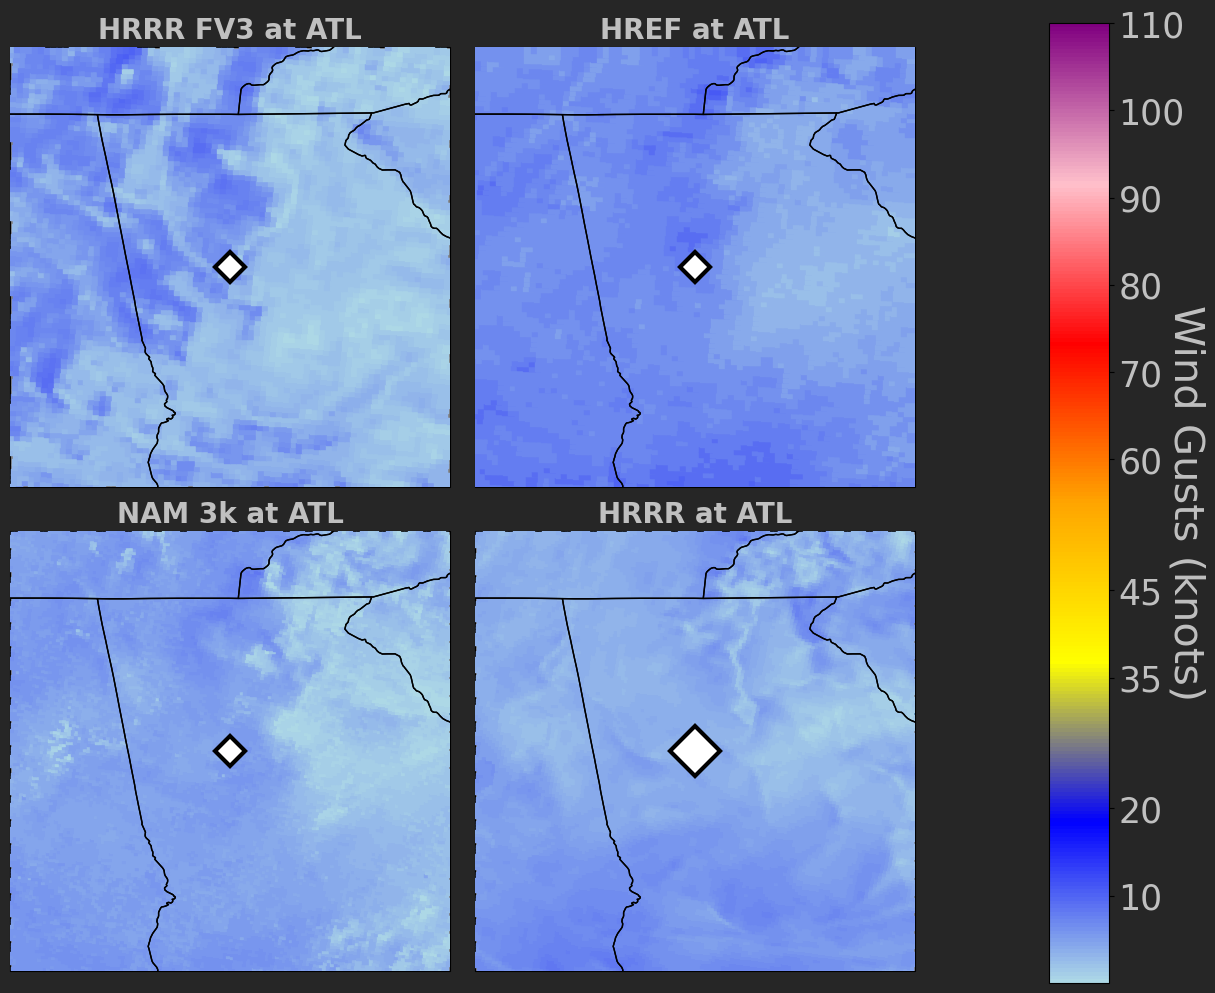 HRRR FV3 at ATL
HREF at ATL
NAM 3k at ATL
HRRR at ATL
110
100
90
80
70
60
45
35
20
10
Wind Gusts (knots)